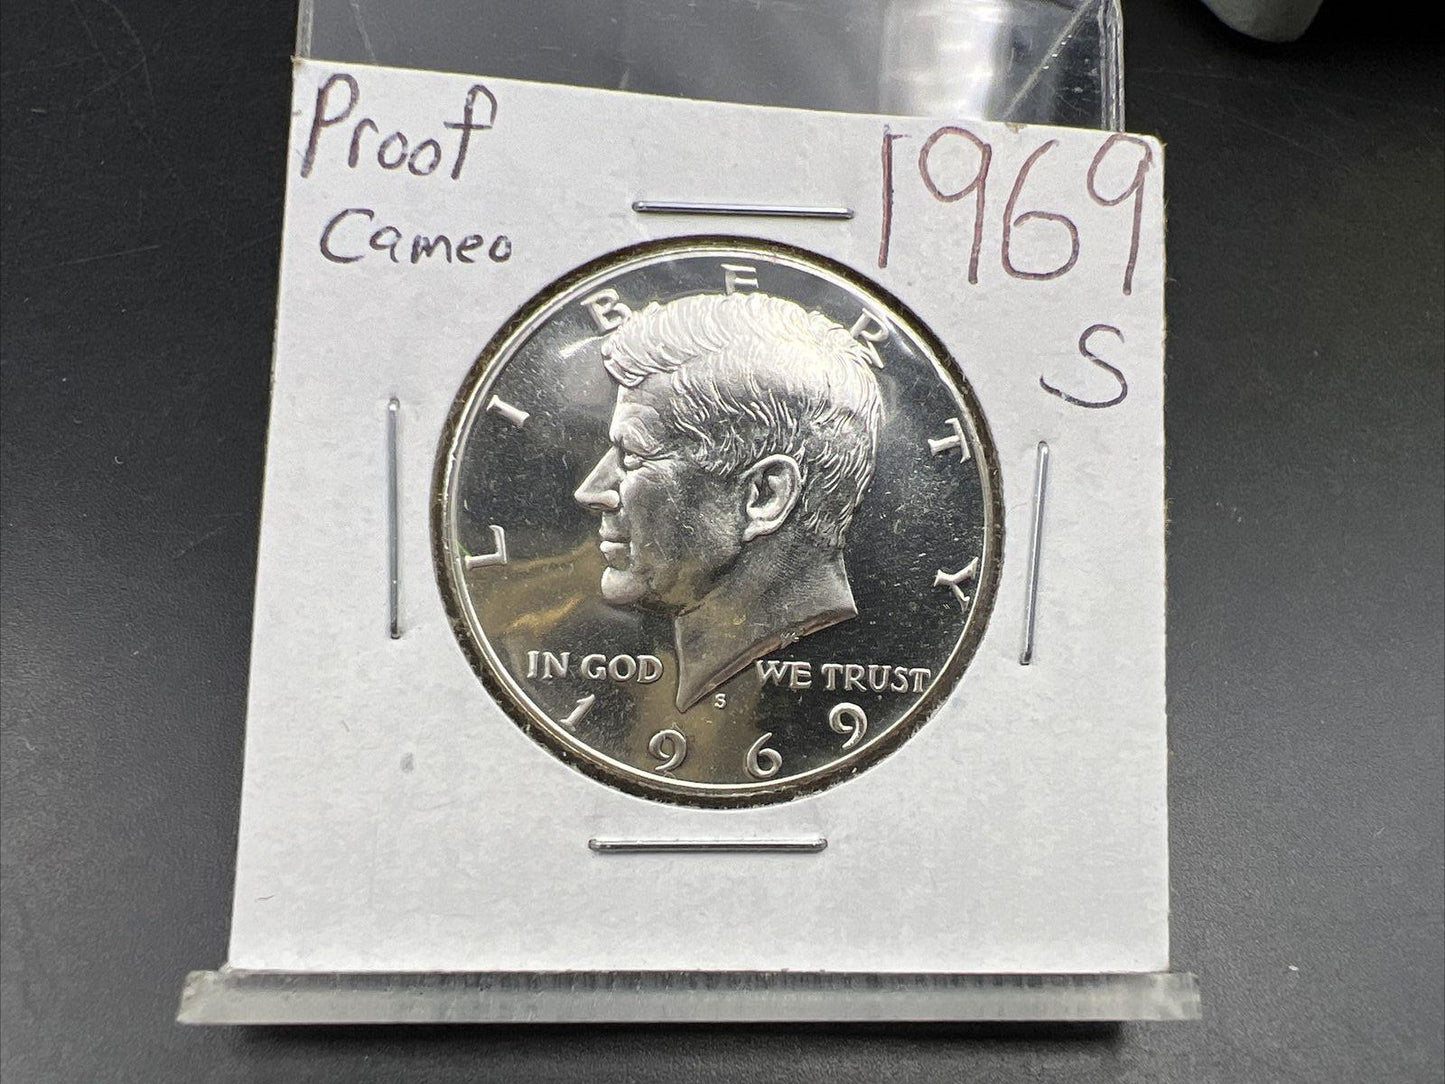 Proof
Cameo
1969
S
LIBERTY
IN GOD WE TRUST
S
1969